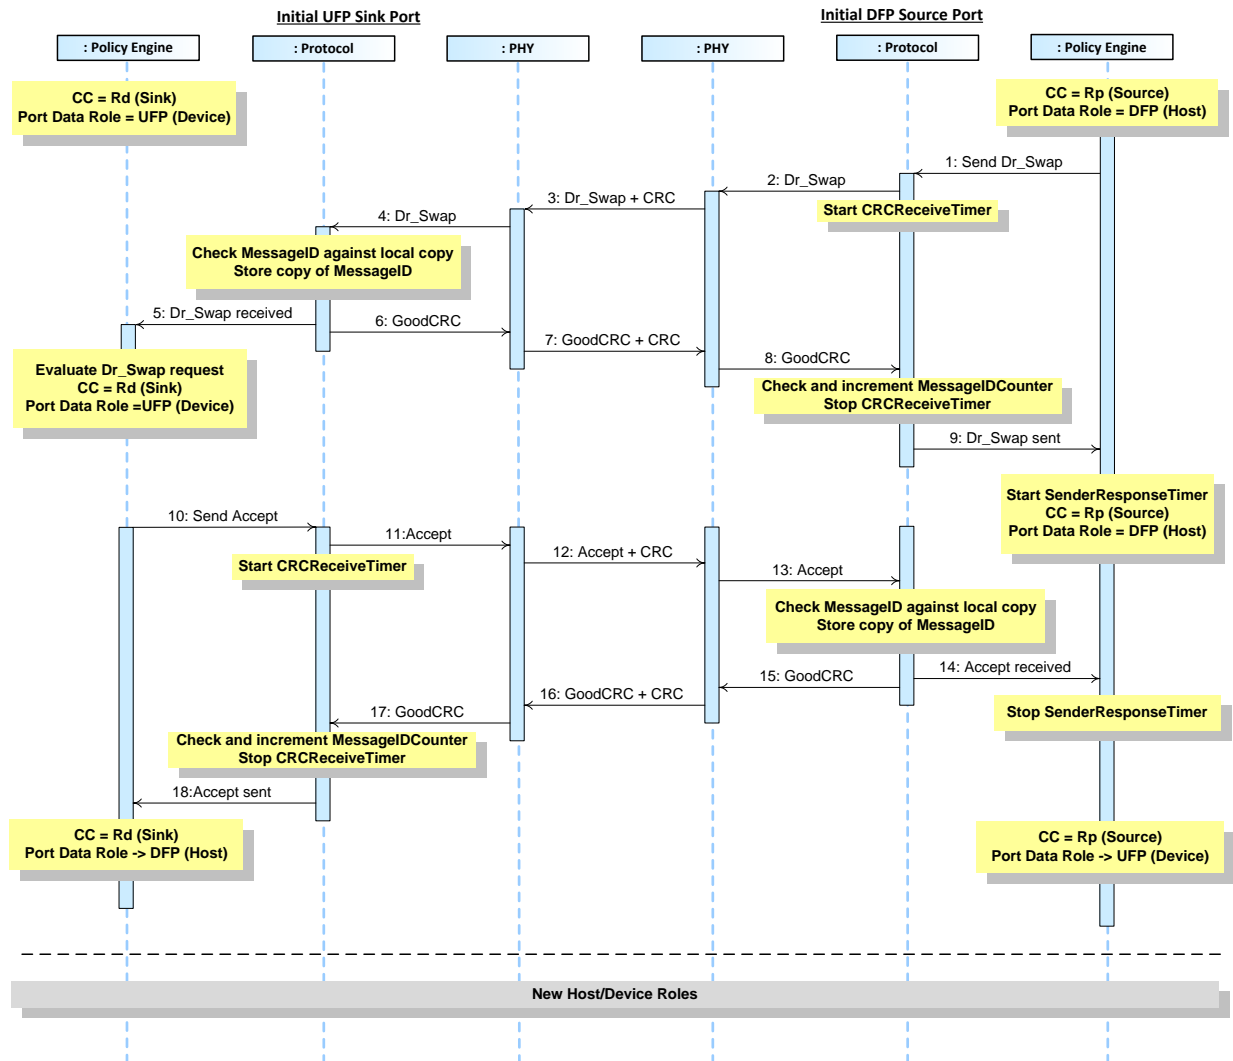 Initial UFP Sink Port
Initial DFP Source Port
: Policy Engine
: Protocol
: PHY
: PHY
: Protocol
: Policy Engine
CC = Rd (Sink)
Port Data Role = UFP (Device)
CC = Rp (Source)
Port Data Role = DFP (Host)
1: Send Dr_Swap
2: Dr_Swap
Start CRCReceiveTimer
3: Dr_Swap + CRC
4: Dr_Swap
Check MessageID against local copy
Store copy of MessageID
5: Dr_Swap received
6: GoodCRC
7: GoodCRC + CRC
8: GoodCRC
Evaluate Dr_Swap request
CC = Rd (Sink)
Port Data Role =UFP (Device)
Check and increment MessageIDCounter
Stop CRCReceiveTimer
9: Dr_Swap sent
Start SenderResponseTimer
CC = Rp (Source)
Port Data Role = DFP (Host)
10: Send Accept
11:Accept
Start CRCReceiveTimer
12: Accept + CRC
13: Accept
Check MessageID against local copy
Store copy of MessageID
14: Accept received
15: GoodCRC
16: GoodCRC + CRC
17: GoodCRC
Stop SenderResponseTimer
Check and increment MessageIDCounter
Stop CRCReceiveTimer
18:Accept sent
CC = Rd (Sink)
Port Data Role -> DFP (Host)
CC = Rp (Source)
Port Data Role -> UFP (Device)
New Host/Device Roles